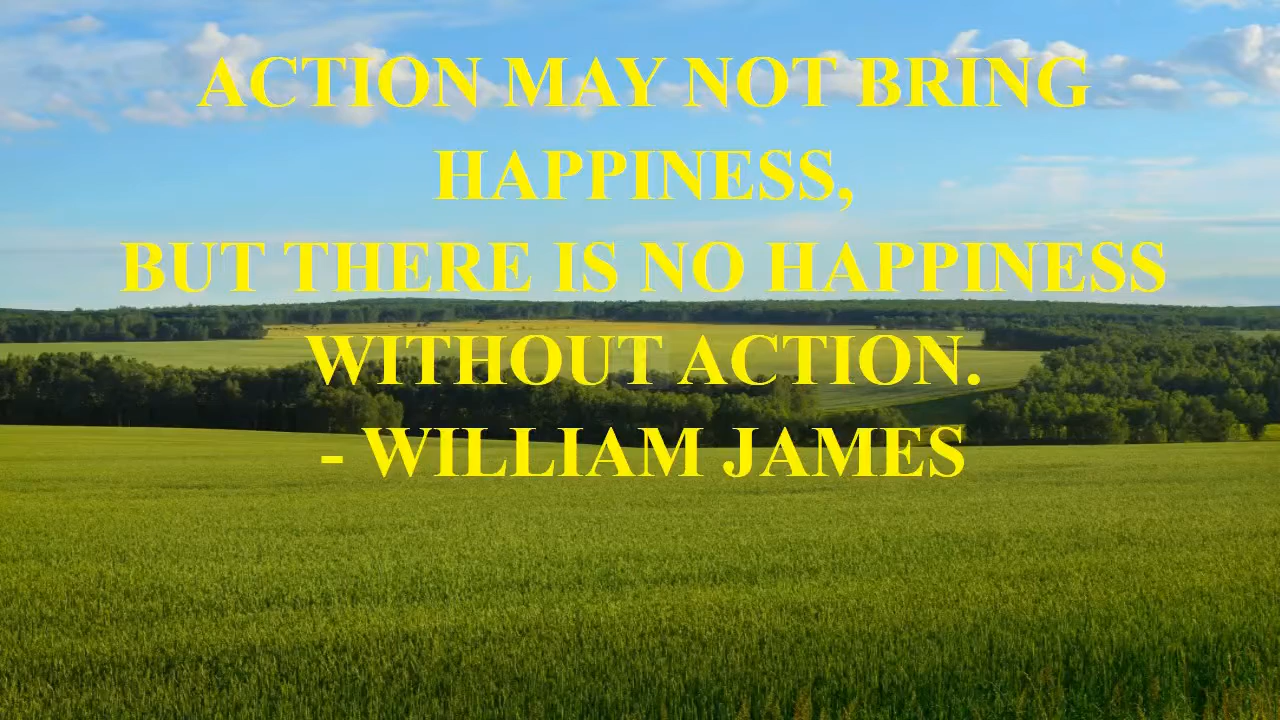 ACTION MAY NOT BRING
HAPPINESS,
BUT THERE IS NO HAPPINESS
WITHOUT ACTION.
- WILLIAM JAMES